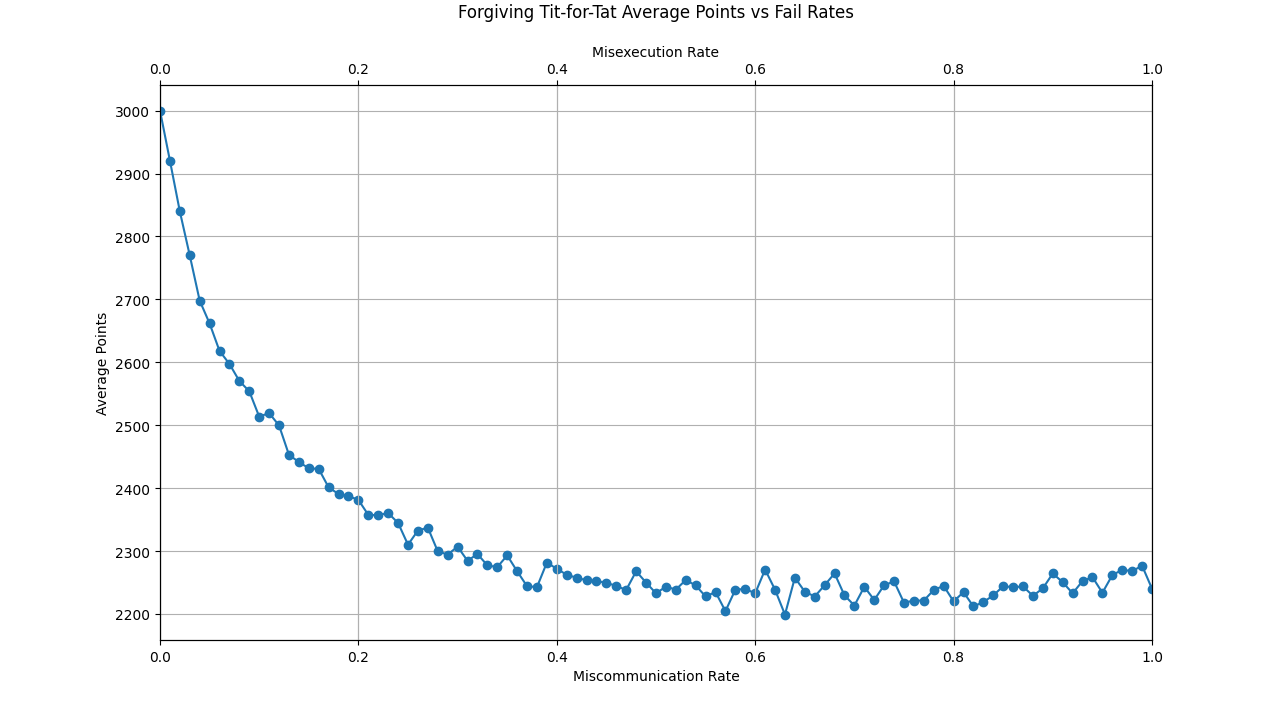 Forgiving Tit-for-Tat Average Points vs Fail Rates
Misexecution Rate
0.0 0.2 0.4 0.6 0.8 1.0
3000
2900
2800
2700
2600
2500
2400
2300
2200
Average Points
0.0 0.2 0.4 0.6 0.8 1.0
Miscommunication Rate